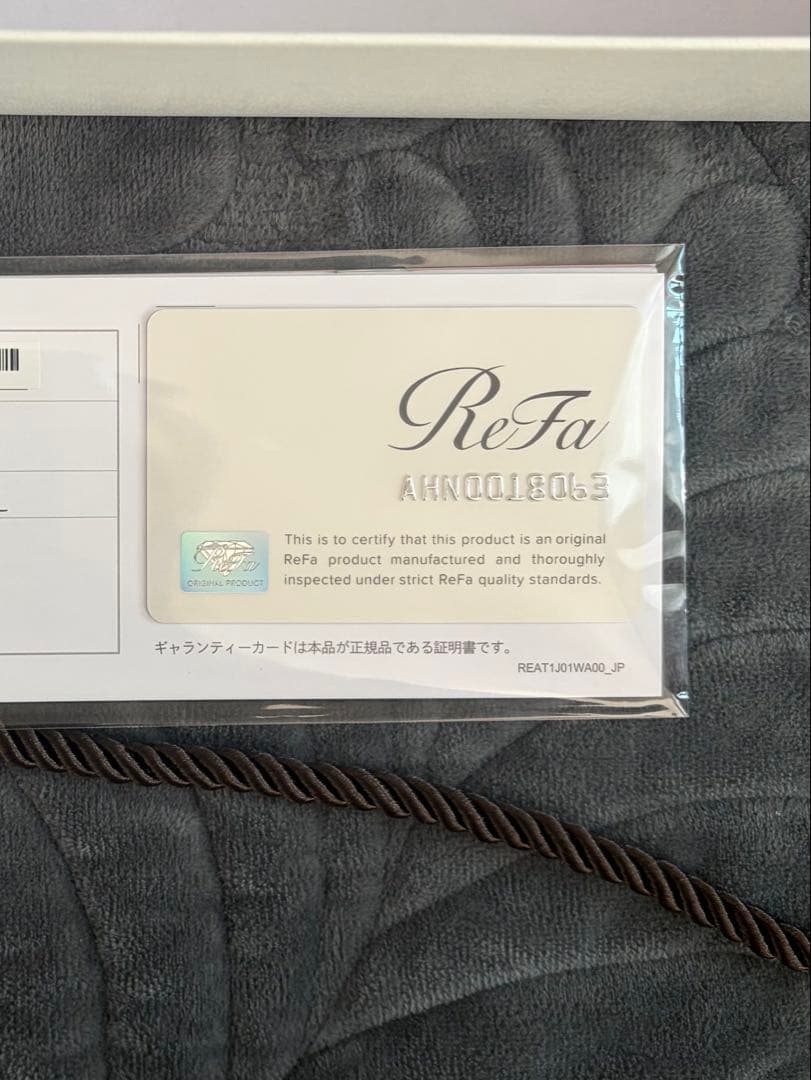 ReFa
AHN0018063
This is to certify that this product is an original
ReFa product manufactured and thoroughly
inspected under strict ReFa quality standards.
ReFa
ORIGINAL PRODUCT
ギャランティーカードは本品が正規品である証明書です。
REAT1J01WA00_JP